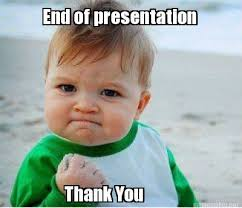 End of presentation
Thank You